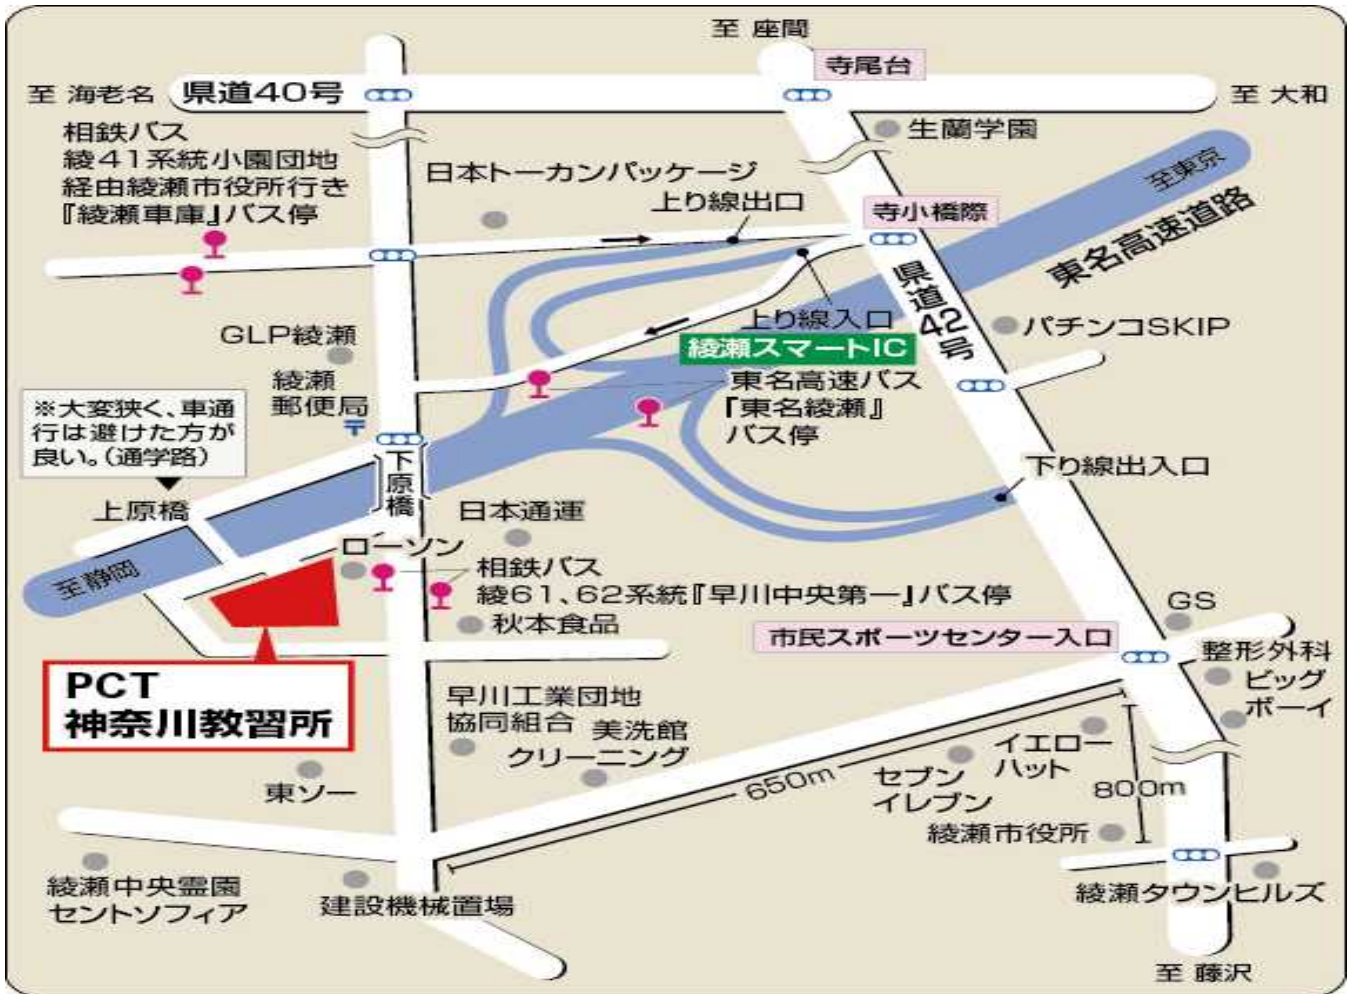 至 座間
寺尾台
至 海老名
県道40号
至 大和
相鉄バス
綾41系統小園団地
経由綾瀬市役所行き
『綾瀬車庫』バス停
生蘭学園
日本トーカンパッケージ
上り線出口
寺小橋際
至東京
東名高速道路
県道42号
上り線入口
GLP綾瀬
綾瀬スマートIC
パチンコSKIP
綾瀬
郵便局
〒
東名高速バス
『東名綾瀬』
バス停
※大変狭く、車通
行は避けた方が
良い。(通学路)
下原橋
下り線出入口
上原橋
日本通運
ローソン
至静岡
相鉄バス
綾61、62系統『早川中央第一』バス停
秋本食品
GS
市民スポーツセンター入口
整形外科
ビッグ
ボーイ
PCT
神奈川教習所
早川工業団地
協同組合
美洗館
クリーニング
イエロー
ハット
セブン
イレブン
650m
800m
東ソー
綾瀬市役所
綾瀬中央霊園
セントソフィア
建設機械置場
綾瀬タウンヒルズ
至 藤沢